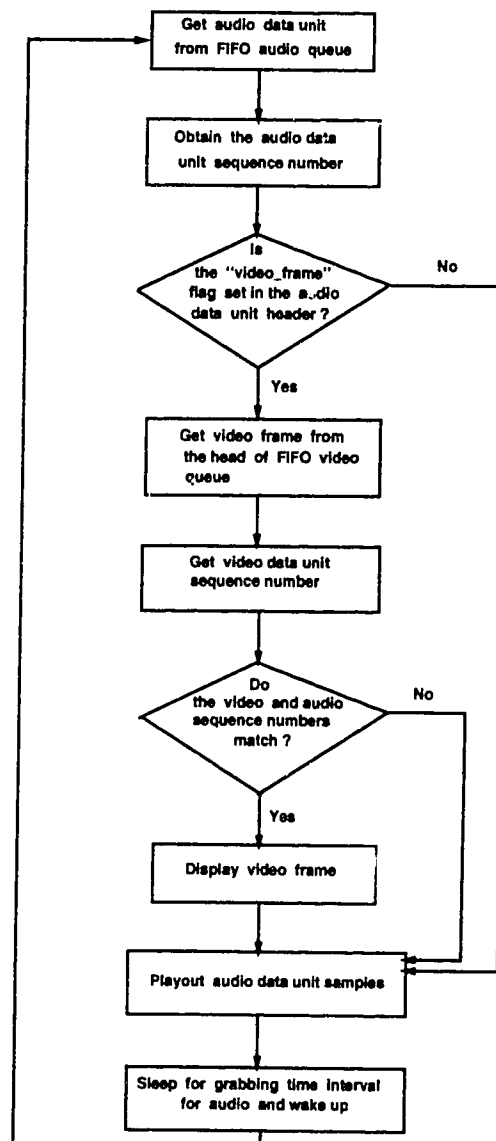 Get audio data unit
from FIFO audio queue
Obtain the audio data
unit sequence number
Is
the "video_frame"
flag set in the audio
data unit header ?
No
Yes
Get video frame from
the head of FIFO video
queue
Get video data unit
sequence number
Do
the video and audio
sequence numbers
match ?
No
Yes
Display video frame
Playout audio data unit samples
Sleep for grabbing time interval
for audio and wake up